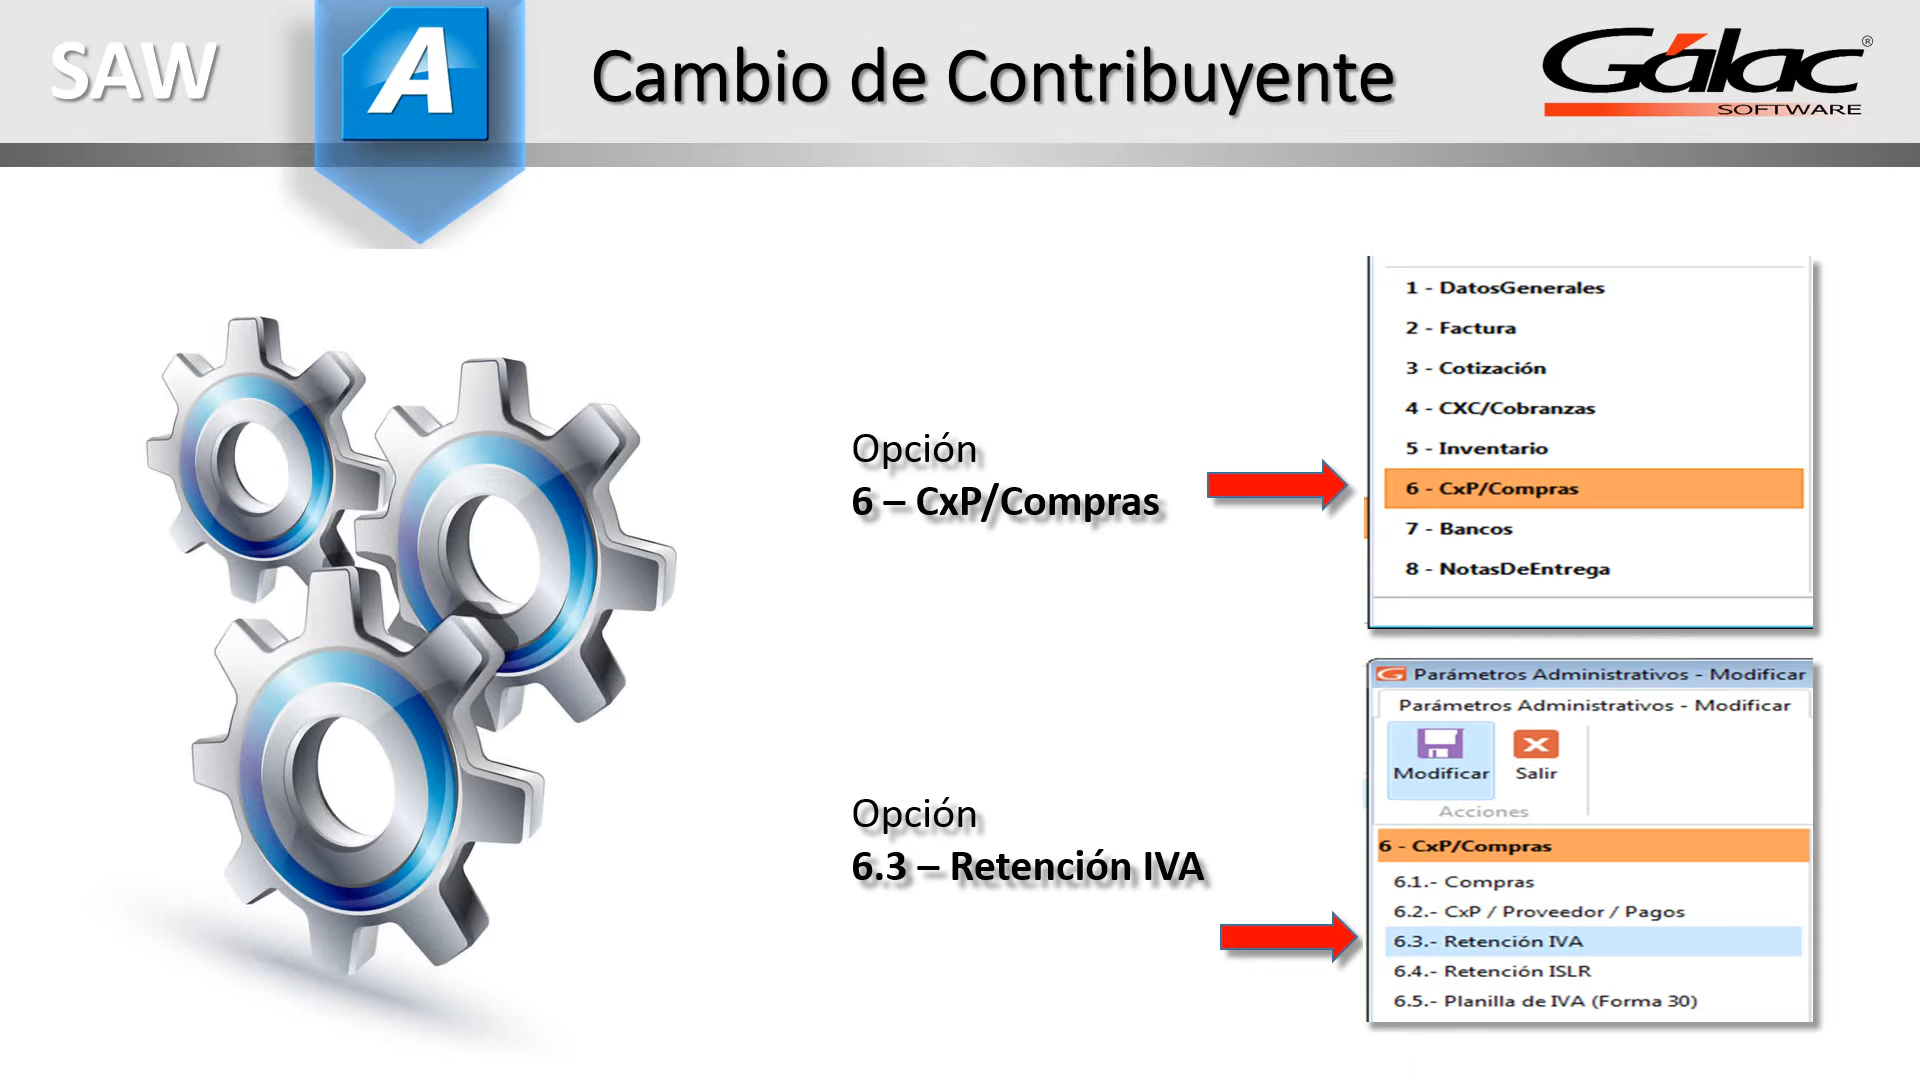 SAW
A
Cambio de Contribuyente
Gálac®
SOFTWARE
Opción
6 – CxP/Compras
1 - DatosGenerales
2 - Factura
3 - Cotización
4 - CXC/Cobranzas
5 - Inventario
6 - CxP/Compras
7 - Bancos
8 - NotasDeEntrega
Opción
6.3 – Retención IVA
Parámetros Administrativos - Modificar
Parámetros Administrativos - Modificar
Modificar Salir
Acciones
6 - CxP/Compras
6.1.- Compras
6.2.- CxP / Proveedor / Pagos
6.3.- Retención IVA
6.4.- Retención ISLR
6.5.- Planilla de IVA (Forma 30)